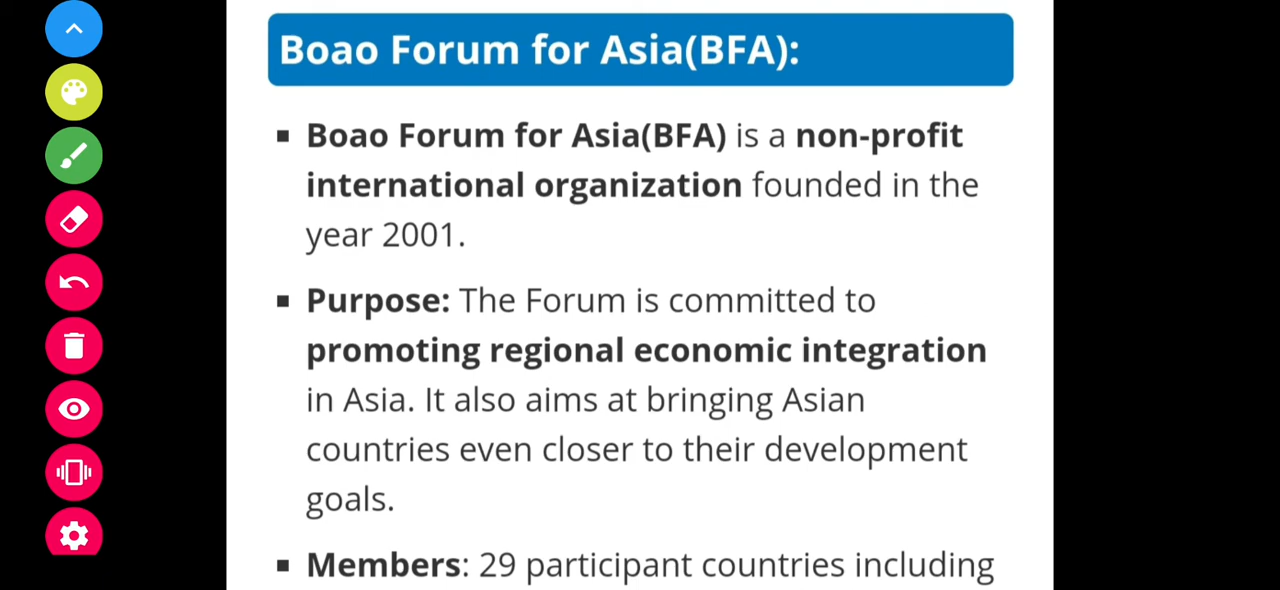 Boao Forum for Asia(BFA):
▪ Boao Forum for Asia(BFA) is a non-profit
international organization founded in the
year 2001.
▪ Purpose: The Forum is committed to
promoting regional economic integration
in Asia. It also aims at bringing Asian
countries even closer to their development
goals.
▪ Members: 29 participant countries including